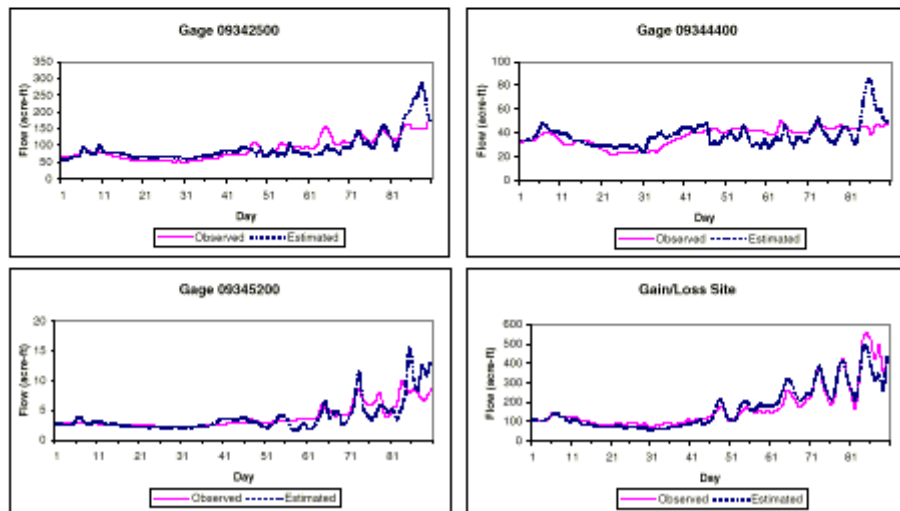 Gage 09342500
Flow (acre-ft)
350
300
250
200
150
100
50
0
1 11 21 31 41 51 61 71 81
Day
Observed Estimated
Gage 09344400
Flow (acre-ft)
100
80
60
40
20
0
1 11 21 31 41 51 61 71 81
Day
Observed Estimated
Gage 09345200
Flow (acre-ft)
20
15
10
5
0
1 11 21 31 41 51 61 71 81
Day
Observed Estimated
Gain/Loss Site
Flow (acre-ft)
600
500
400
300
200
100
0
1 11 21 31 41 51 61 71 81
Day
Observed Estimated